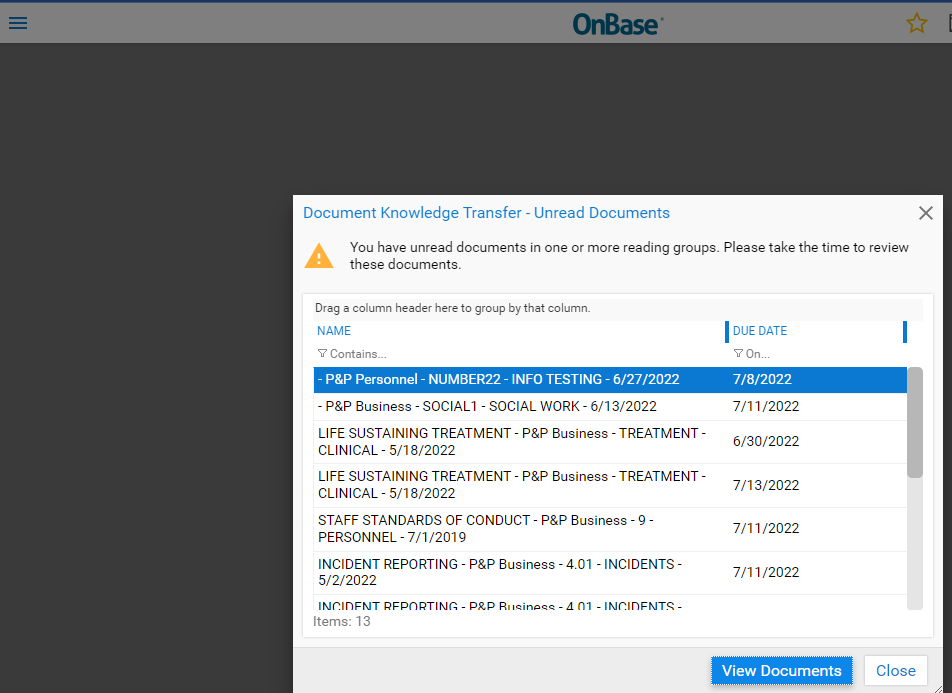 OnBase
Document Knowledge Transfer - Unread Documents
You have unread documents in one or more reading groups. Please take the time to review
these documents.
Drag a column header here to group by that column.
NAME DUE DATE
Contains... On...
- P&P Personnel - NUMBER22 - INFO TESTING - 6/27/2022 7/8/2022
- P&P Business - SOCIAL1 - SOCIAL WORK - 6/13/2022 7/11/2022
LIFE SUSTAINING TREATMENT - P&P Business - TREATMENT - 6/30/2022
CLINICAL - 5/18/2022
LIFE SUSTAINING TREATMENT - P&P Business - TREATMENT - 7/13/2022
CLINICAL - 5/18/2022
STAFF STANDARDS OF CONDUCT - P&P Business - 9 - 7/11/2022
PERSONNEL - 7/1/2019
INCIDENT REPORTING - P&P Business - 4.01 - INCIDENTS - 7/11/2022
5/2/2022
INCIDENT REPORTING - P&P Business - 4.01 - INCIDENTS -
Items: 13
View Documents Close